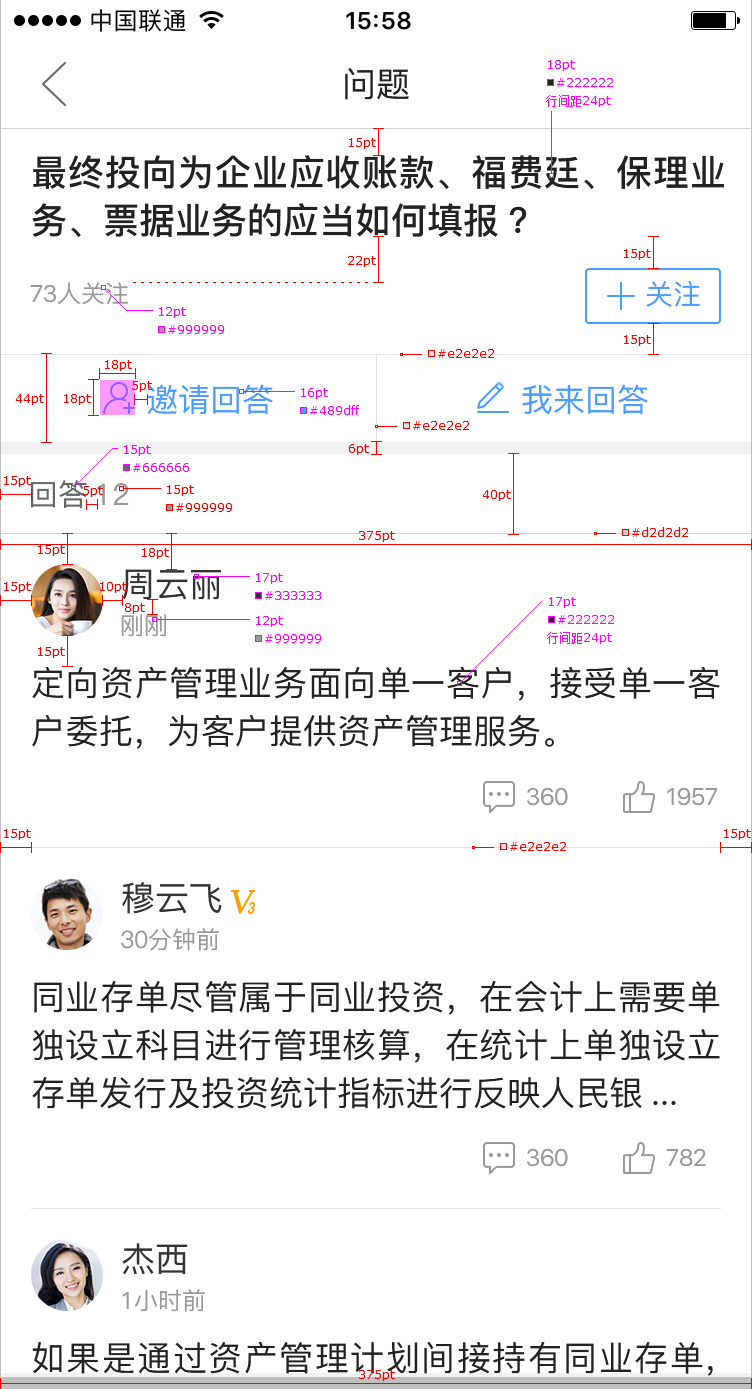 中国联通 15:58
问题
18pt
#222222
行间距24pt
15pt
最终投向为企业应收账款、福费廷、保理业
务、票据业务的应当如何填报？
22pt
15pt
73人关注
12pt
#999999
关注
15pt
#e2e2e2
18pt
44pt
18pt
5pt
邀请回答
16pt
#489dff
我来回答
#e2e2e2
6pt
15pt
#666666
15pt
回答 12
5pt
15pt
#999999
40pt
#d2d2d2
375pt
15pt
18pt
15pt
10pt
周云丽
17pt
#333333
8pt
刚刚
12pt
#999999
17pt
#222222
行间距24pt
15pt
定向资产管理业务面向单一客户，接受单一客
户委托，为客户提供资产管理服务。
360 1957
15pt
#e2e2e2
15pt
穆云飞 V3
30分钟前
同业存单尽管属于同业投资，在会计上需要单
独设立科目进行管理核算，在统计上单独设立
存单发行及投资统计指标进行反映人民银 ...
360 782
杰西
1小时前
如果是通过资产管理计划间接持有同业存单，
375pt